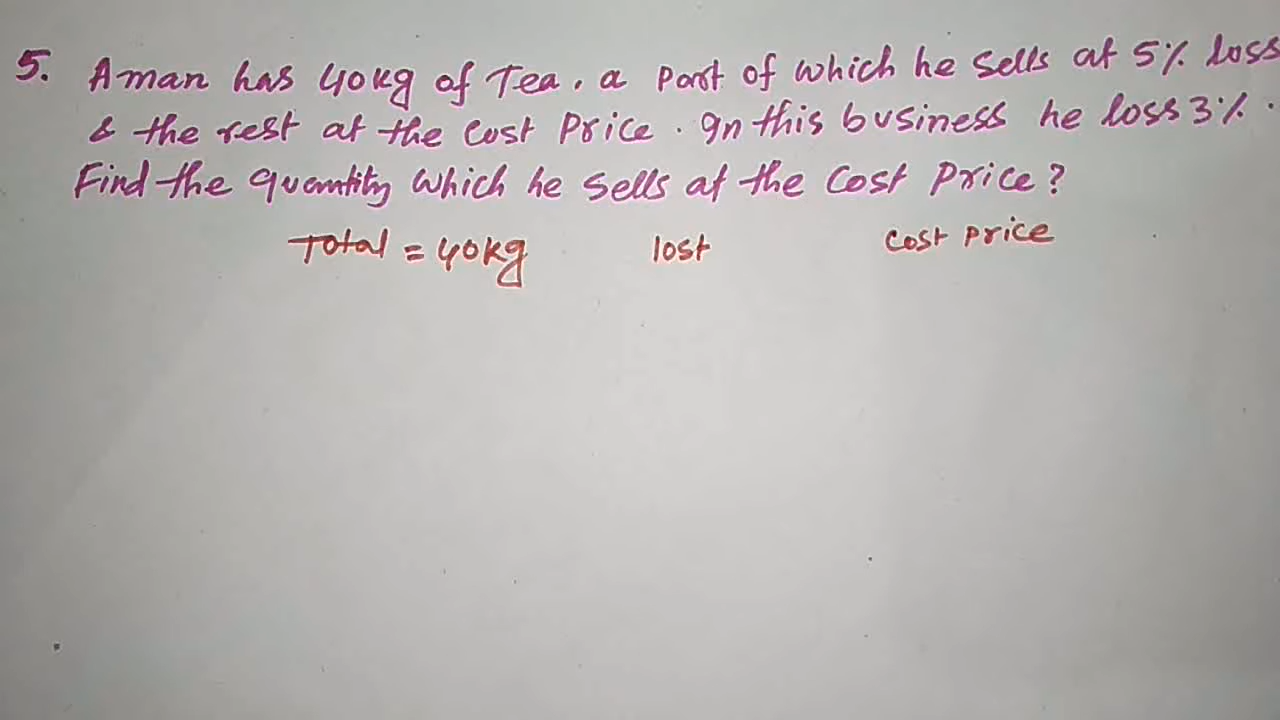 5. A man has 40kg of Tea. a Part of which he sells at 5% loss
& the rest at the cost Price. In this business he loss 3%.
Find the quantity which he sells at the cost Price?
Total = 40kg lost cost price